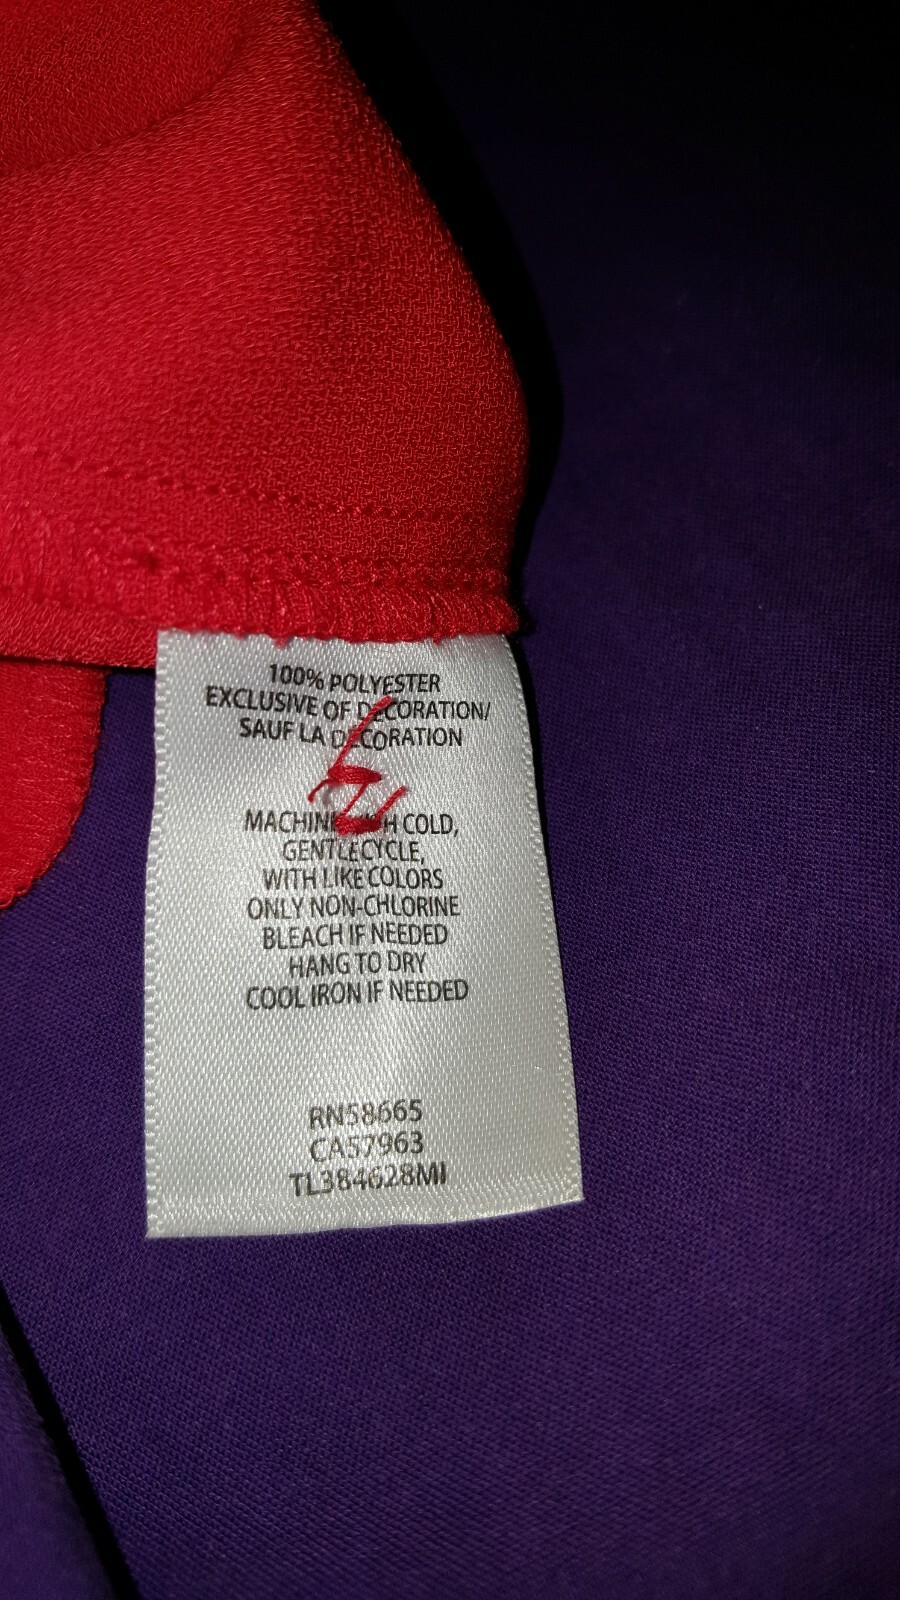 100% POLYESTER
EXCLUSIVE OF DECORATION/
SAUF LA DECORATION
MACHINE WASH COLD,
GENTLE CYCLE,
WITH LIKE COLORS
ONLY NON-CHLORINE
BLEACH IF NEEDED
HANG TO DRY
COOL IRON IF NEEDED
RN58665
CA57963
TL384628MI